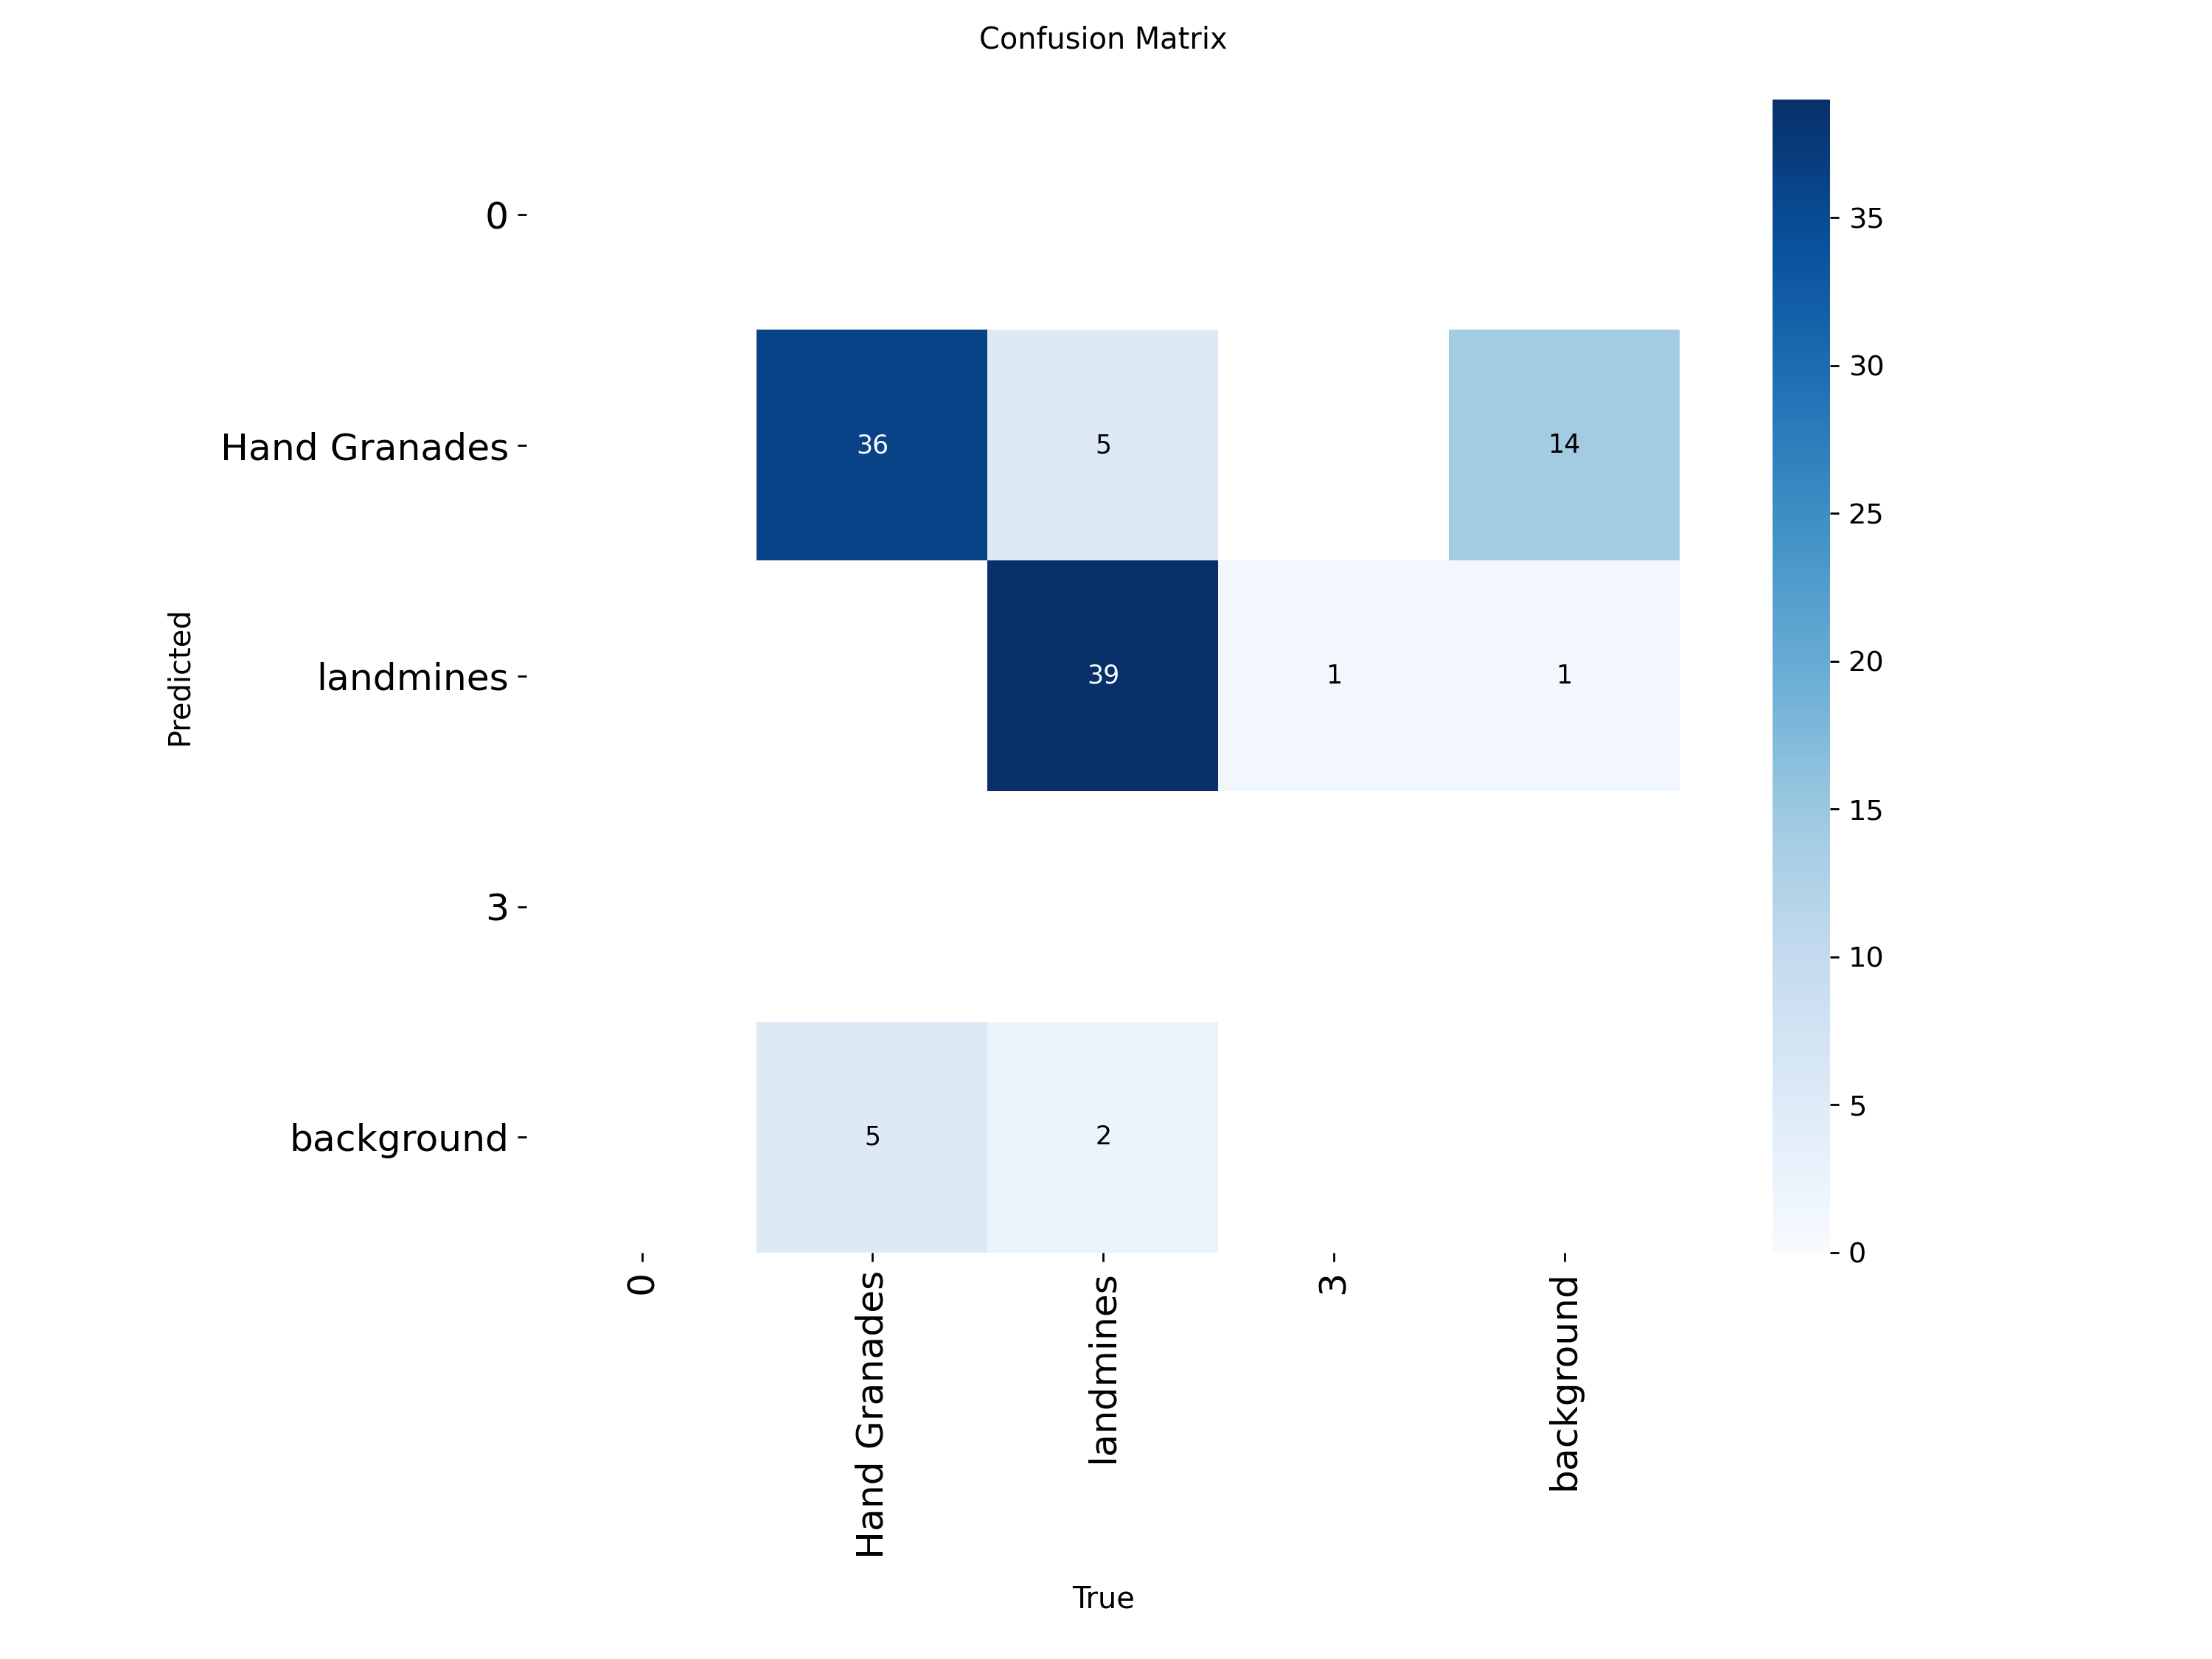 Confusion Matrix
0
Hand Granades
landmines
3
background
Predicted
36 5 14
39 1 1
5 2
0
Hand Granades
landmines
3
background
True
35
30
25
20
15
10
5
0